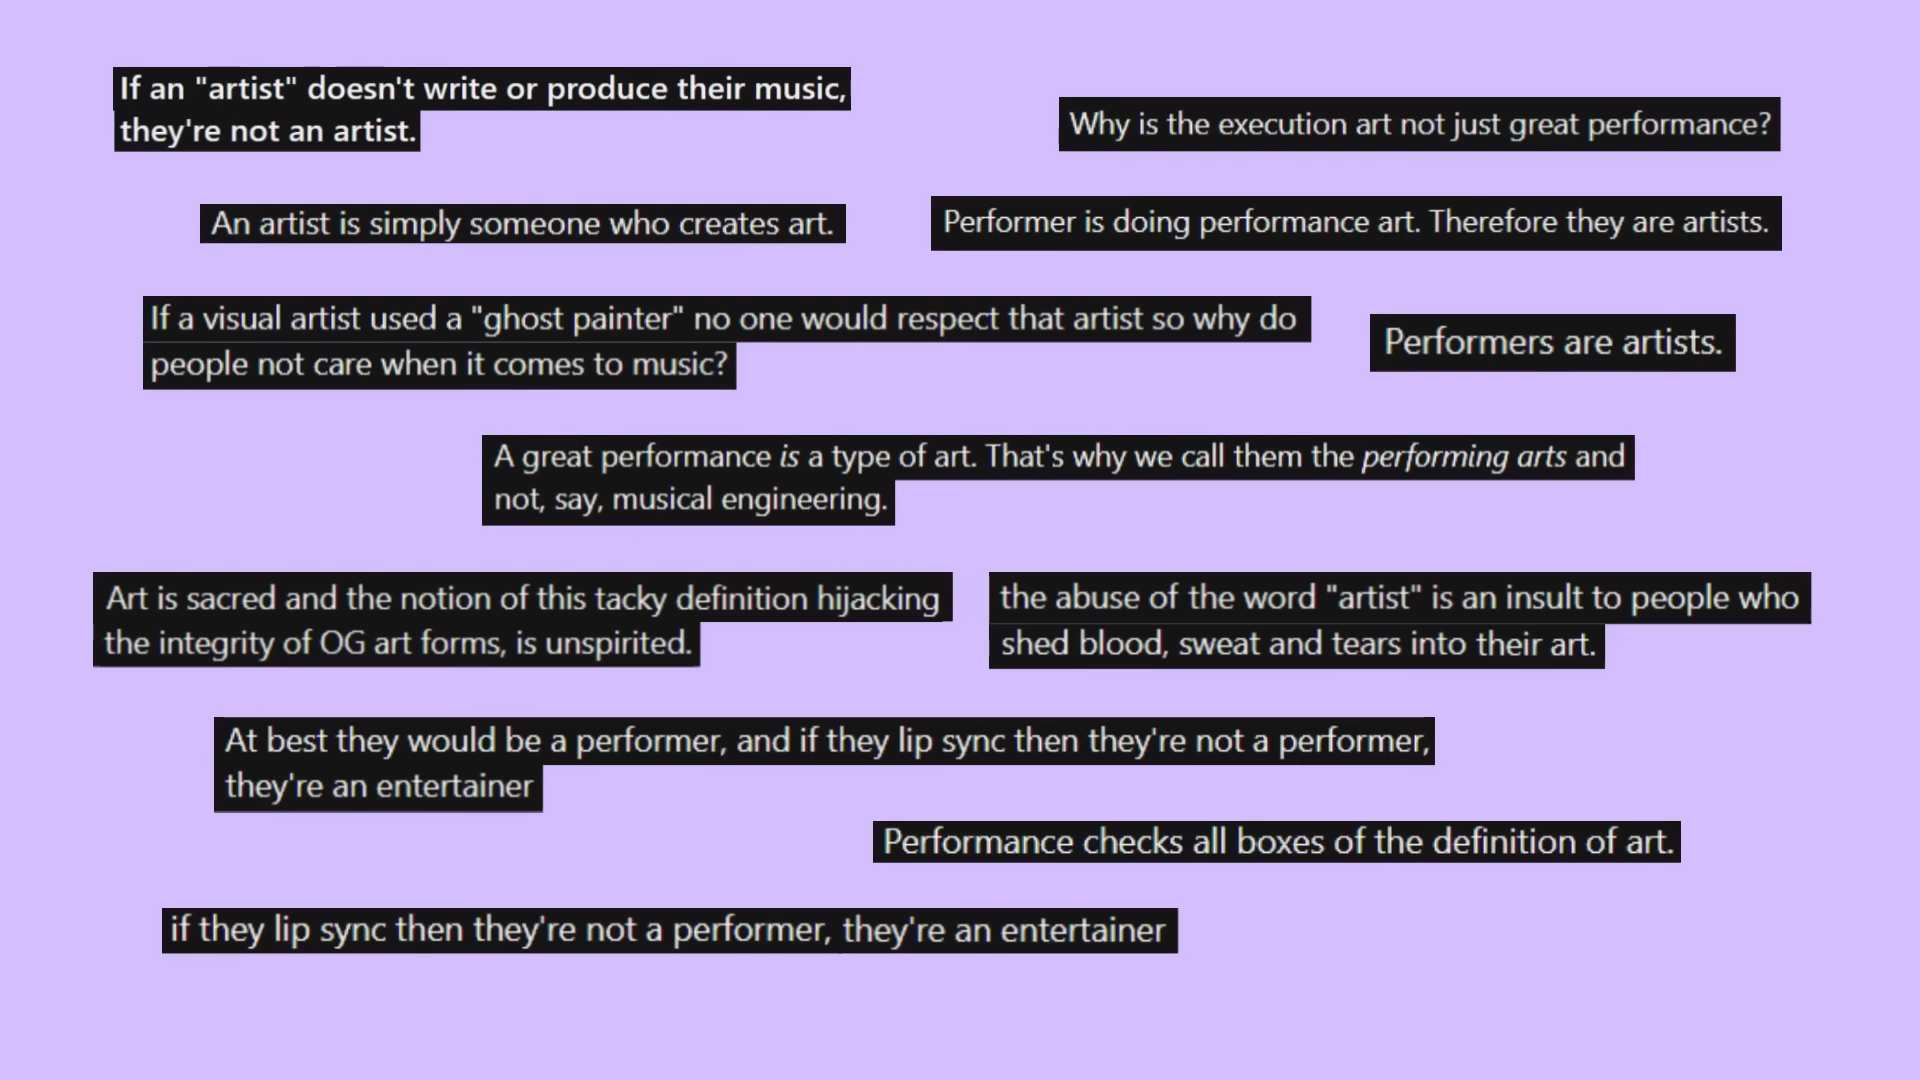 If an "artist" doesn't write or produce their music,
they're not an artist.
Why is the execution art not just great performance?
An artist is simply someone who creates art.
Performer is doing performance art. Therefore they are artists.
If a visual artist used a "ghost painter" no one would respect that artist so why do
people not care when it comes to music?
Performers are artists.
A great performance is a type of art. That's why we call them the performing arts and
not, say, musical engineering.
Art is sacred and the notion of this tacky definition hijacking
the integrity of OG art forms, is unspirited.
the abuse of the word "artist" is an insult to people who
shed blood, sweat and tears into their art.
At best they would be a performer, and if they lip sync then they're not a performer,
they're an entertainer
Performance checks all boxes of the definition of art.
if they lip sync then they're not a performer, they're an entertainer